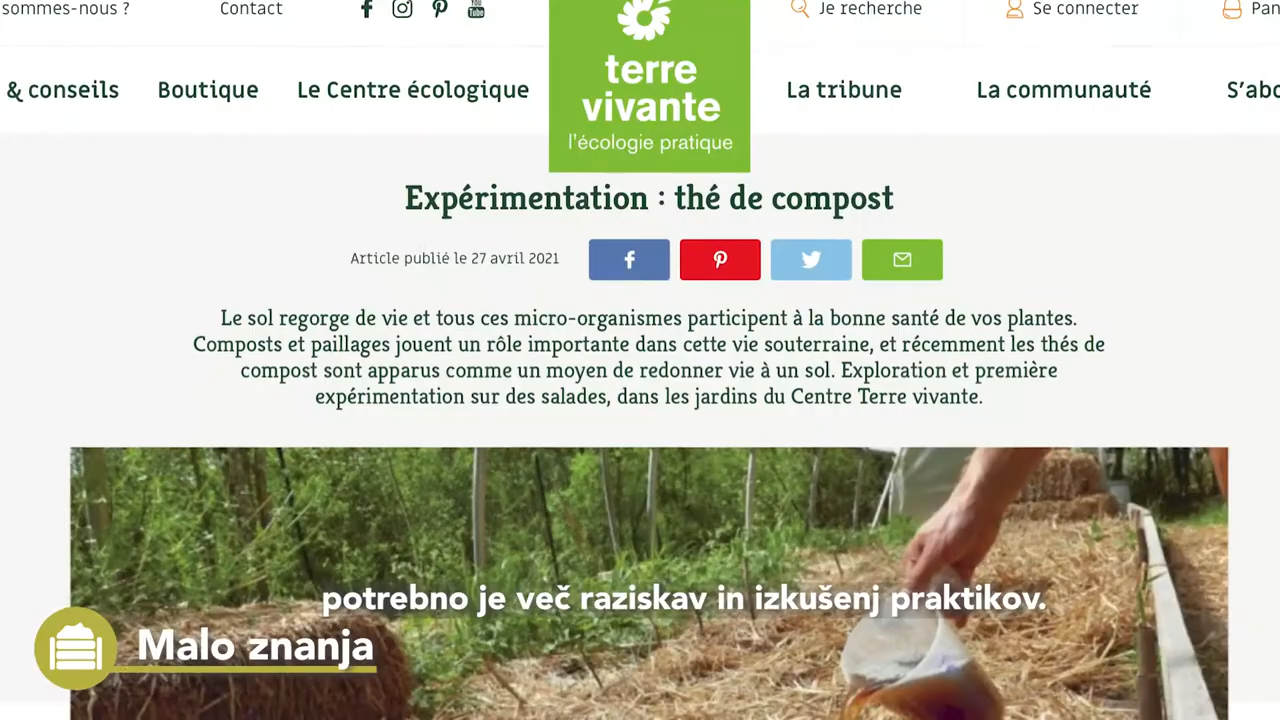 sommes-nous ?
Contact
Je recherche
Se connecter
Pan
& conseils
Boutique
Le Centre écologique
terre
vivante
l'écologie pratique
La tribune
La communauté
S'abo
Expérimentation : thé de compost
Article publié le 27 avril 2021
Le sol regorge de vie et tous ces micro-organismes participent à la bonne santé de vos plantes.
Composts et paillages jouent un rôle importante dans cette vie souterraine, et récemment les thés de
compost sont apparus comme un moyen de redonner vie à un sol. Exploration et première
expérimentation sur des salades, dans les jardins du Centre Terre vivante.
potrebno je več raziskav in izkušenj praktikov.
Malo znanja